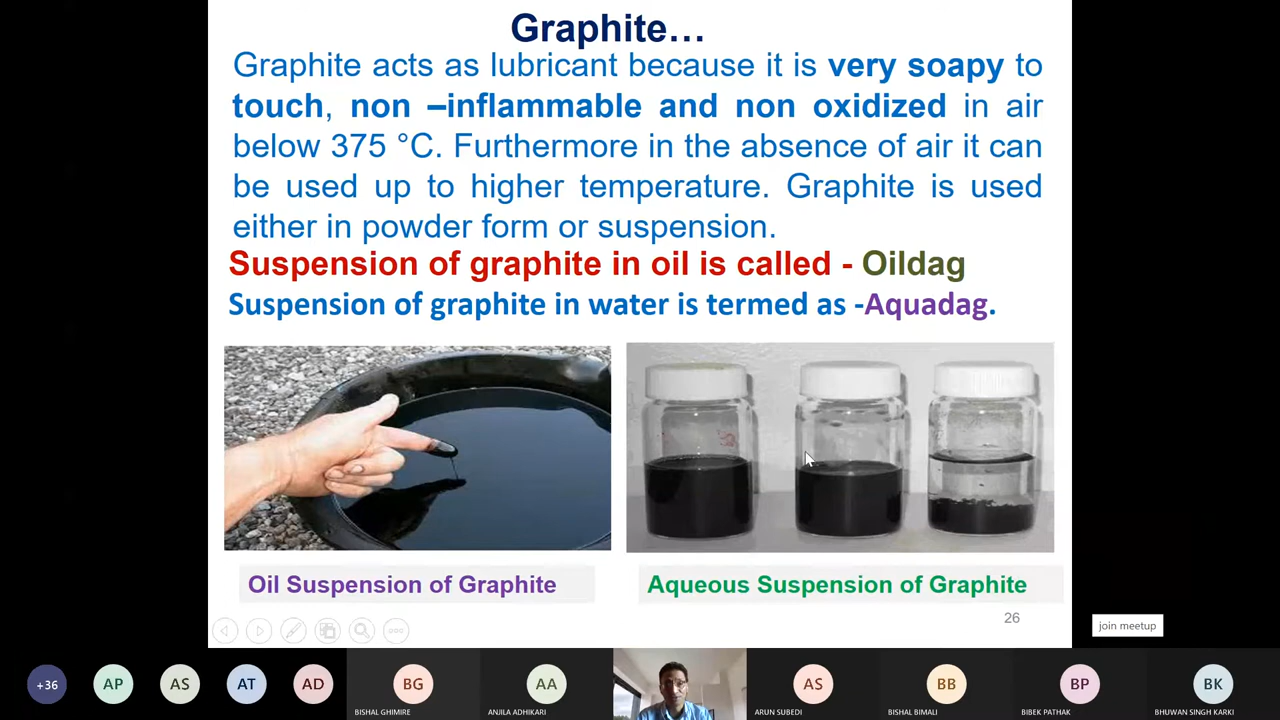 Graphite…
Graphite acts as lubricant because it is very soapy to
touch, non –inflammable and non oxidized in air
below 375 °C. Furthermore in the absence of air it can
be used up to higher temperature. Graphite is used
either in powder form or suspension.
Suspension of graphite in oil is called - Oildag
Suspension of graphite in water is termed as -Aquadag.
Oil Suspension of Graphite
Aqueous Suspension of Graphite
26
join meetup
+36
AP
AS
AT
AD
BG
AA
AS
BB
BP
BK
BISHAL GHIMIRE
ANJILA ADHIKARI
ARUN SUBEDI
BISHAL BIMALI
BIBEK PATHAK
BHUWAN SINGH KARKI